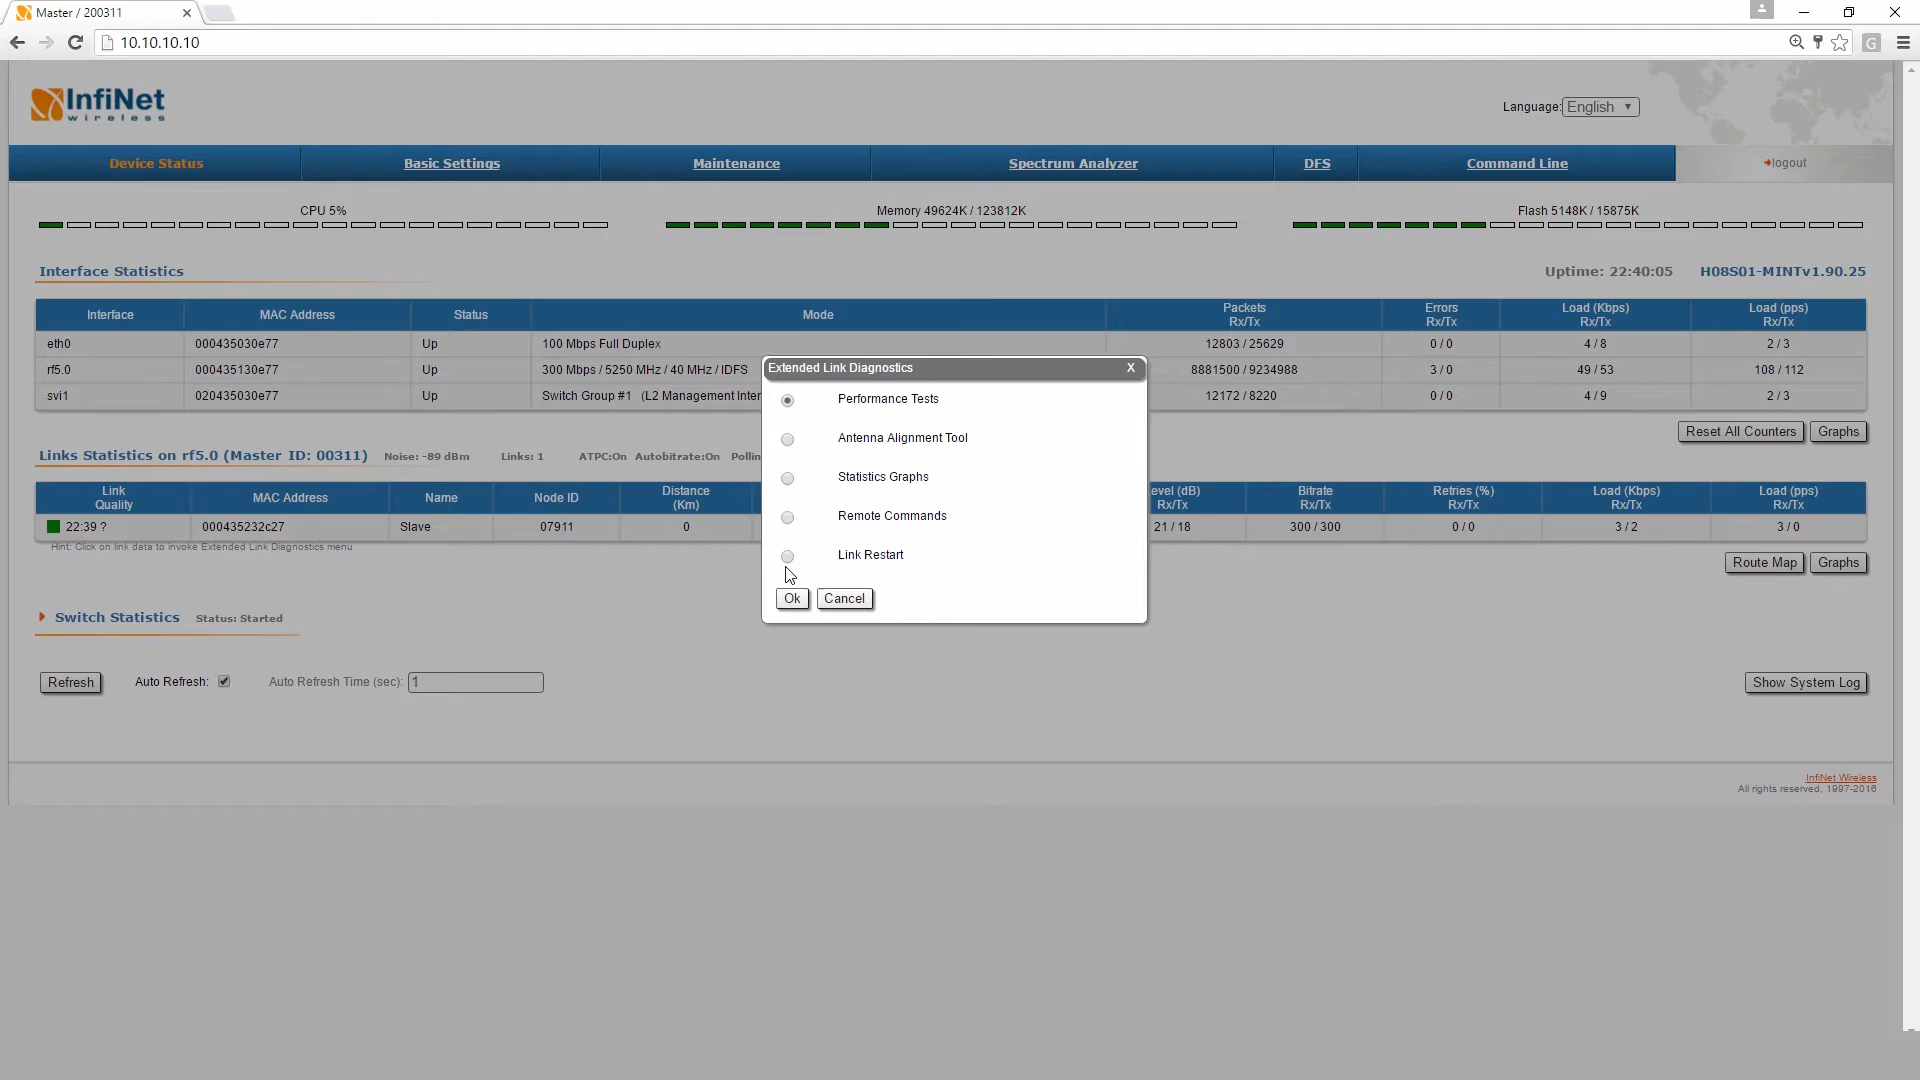 Master / 200311
10.10.10.10
InfiNet
wireless
Language: English
Device Status
Basic Settings
Maintenance
Spectrum Analyzer
DFS
Command Line
logout
CPU 5%
Memory 49624K / 123812K
Flash 5148K / 15875K
Interface Statistics
Uptime: 22:40:05 H08S01-MINTv1.90.25
Interface MAC Address Status Mode Packets Rx/Tx Errors Rx/Tx Load (Kbps) Rx/Tx Load (pps) Rx/Tx
eth0 000435030e77 Up 100 Mbps Full Duplex 12803 / 25629 0 / 0 4 / 8 2 / 3
rf5.0 000435130e77 Up 300 Mbps / 5250 MHz / 40 MHz / IDFS 8881500 / 9234988 3 / 0 49 / 53 108 / 112
svi1 020435030e77 Up Switch Group #1 (L2 Management Inter 12172 / 8220 0 / 0 4 / 9 2 / 3
Reset All Counters Graphs
Links Statistics on rf5.0 (Master ID: 00311) Noise: -89 dBm Links: 1 ATPC:On Autobitrate:On Pollin
Link Quality MAC Address Name Node ID Distance (Km) evel (dB) Rx/Tx Bitrate Rx/Tx Retries (%) Rx/Tx Load (Kbps) Rx/Tx Load (pps) Rx/Tx
22:39 ? 000435232c27 Slave 07911 0 21 / 18 300 / 300 0 / 0 3 / 2 3 / 0
Hint: Click on link data to invoke Extended Link Diagnostics menu
Route Map Graphs
Extended Link Diagnostics X
Performance Tests
Antenna Alignment Tool
Statistics Graphs
Remote Commands
Link Restart
Ok Cancel
Switch Statistics Status: Started
Refresh Auto Refresh: Auto Refresh Time (sec): 1
Show System Log
InfiNet Wireless
All rights reserved, 1997-2016